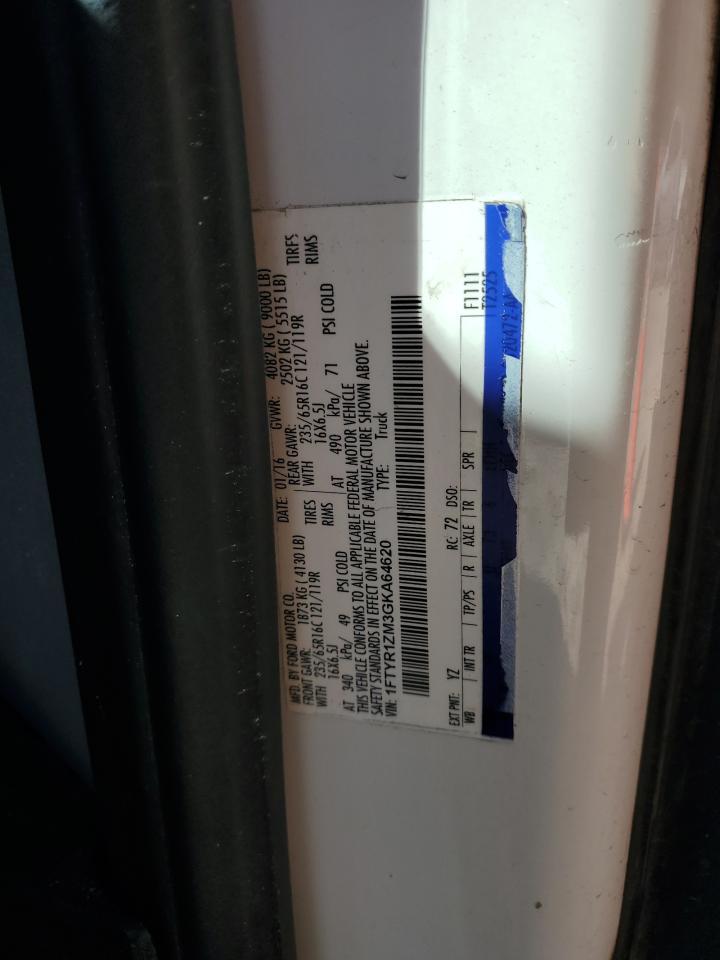 MFD. BY FORD MOTOR CO.
DATE: 01/16 GVWR: 4082 KG ( 9000 LB)
FRONT GAWR: 1873 KG ( 4130 LB) REAR GAWR: 2502 KG ( 5515 LB)
WITH 235/65R16C 121/119R TIRES WITH 235/65R16C 121/119R TIRES
16X6.5J RIMS 16X6.5J RIMS
AT 340 kPa/ 49 PSI COLD AT 490 kPa/ 71 PSI COLD
THIS VEHICLE CONFORMS TO ALL APPLICABLE FEDERAL MOTOR VEHICLE
SAFETY STANDARDS IN EFFECT ON THE DATE OF MANUFACTURE SHOWN ABOVE.
VIN: 1FTYR1ZM3GKA64620 TYPE: Truck
EXT PNT: YZ RC: 72 DSO: F1111
WB INT TR TP/PS R AXLE TR SPR T2525